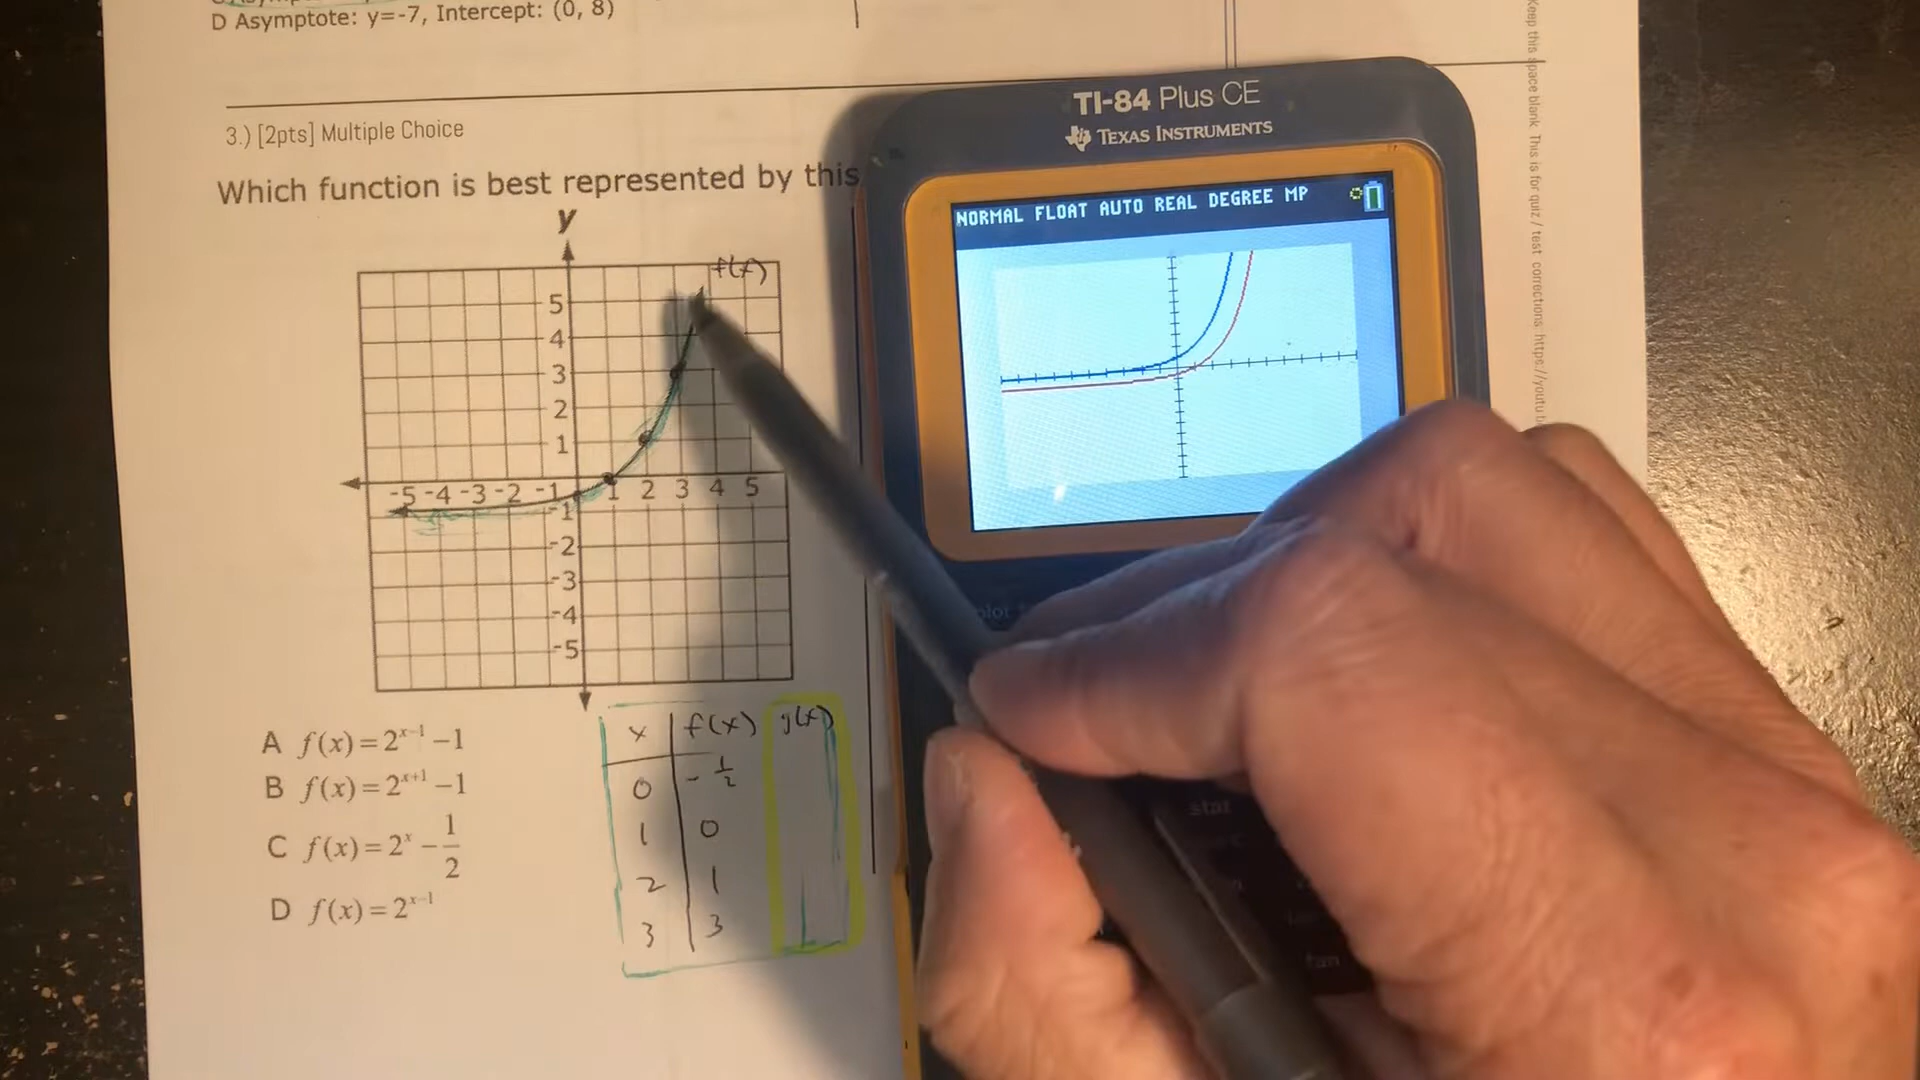 D Asymptote: y=-7, Intercept: (0, 8)
3.) [2pts] Multiple Choice
Which function is best represented by this
y
f(x)
5
4
3
2
1
-5 -4 -3 -2 -1 1 2 3 4 5
-1
-2
-3
-4
-5
A f(x)=2^{x-1} -1
B f(x)=2^{x+1} -1
C f(x)=2^{x} - 1/2
D f(x)=2^{x-1}
x f(x) g(x)
0 -1/2
1 0
2 1
3 3
TI-84 Plus CE
TEXAS INSTRUMENTS
NORMAL FLOAT AUTO REAL DEGREE MP
stat
tan
Keep this space blank. This is for quiz / test corrections. https://youtu